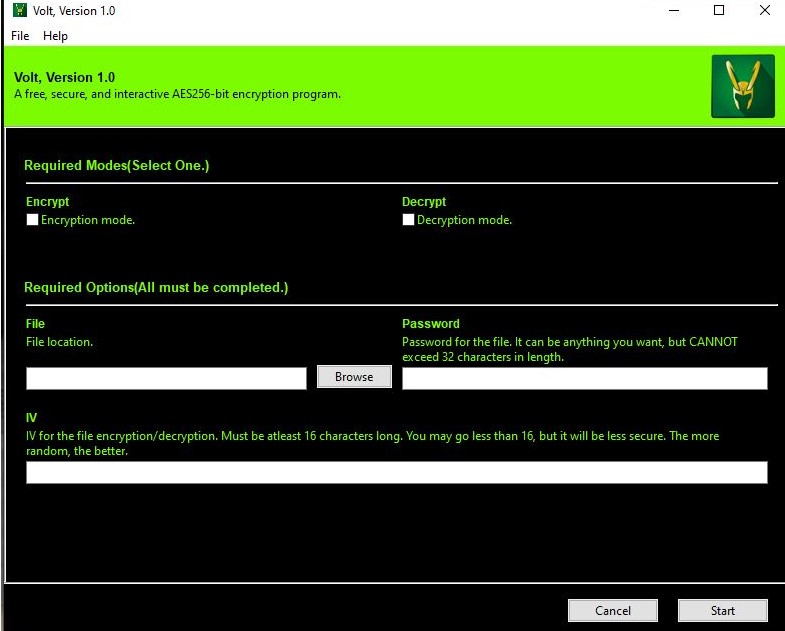 Volt, Version 1.0
File Help
Volt, Version 1.0
A free, secure, and interactive AES256-bit encryption program.
Required Modes(Select One.)
Encrypt
Encryption mode.
Decrypt
Decryption mode.
Required Options(All must be completed.)
File
File location.
Browse
Password
Password for the file. It can be anything you want, but CANNOT
exceed 32 characters in length.
IV
IV for the file encryption/decryption. Must be atleast 16 characters long. You may go less than 16, but it will be less secure. The more
random, the better.
Cancel
Start